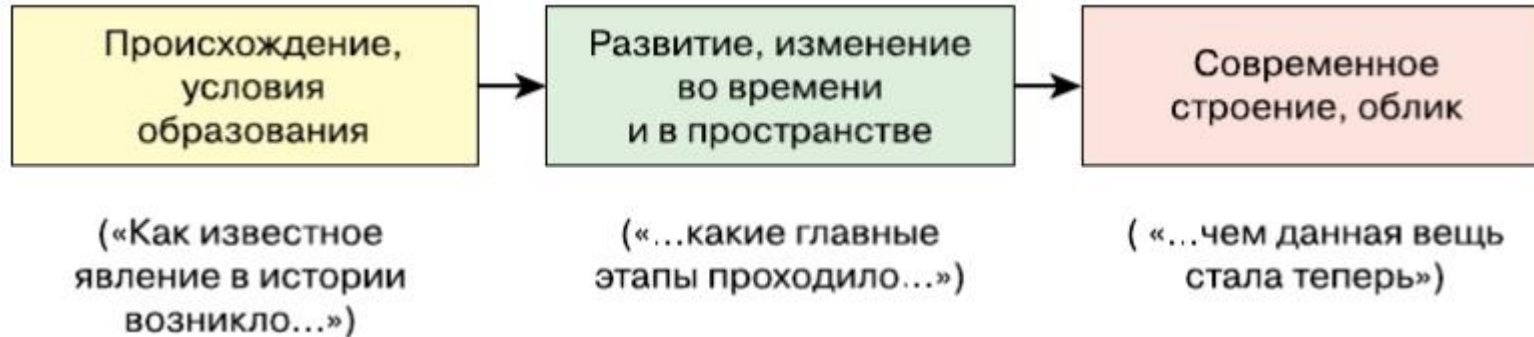 Происхождение,
условия
образования
Развитие, изменение
во времени
и в пространстве
Современное
строение, облик
(«Как известное
явление в истории
возникло...»)
(«...какие главные
этапы проходило...»)
( «...чем данная вещь
стала теперь»)